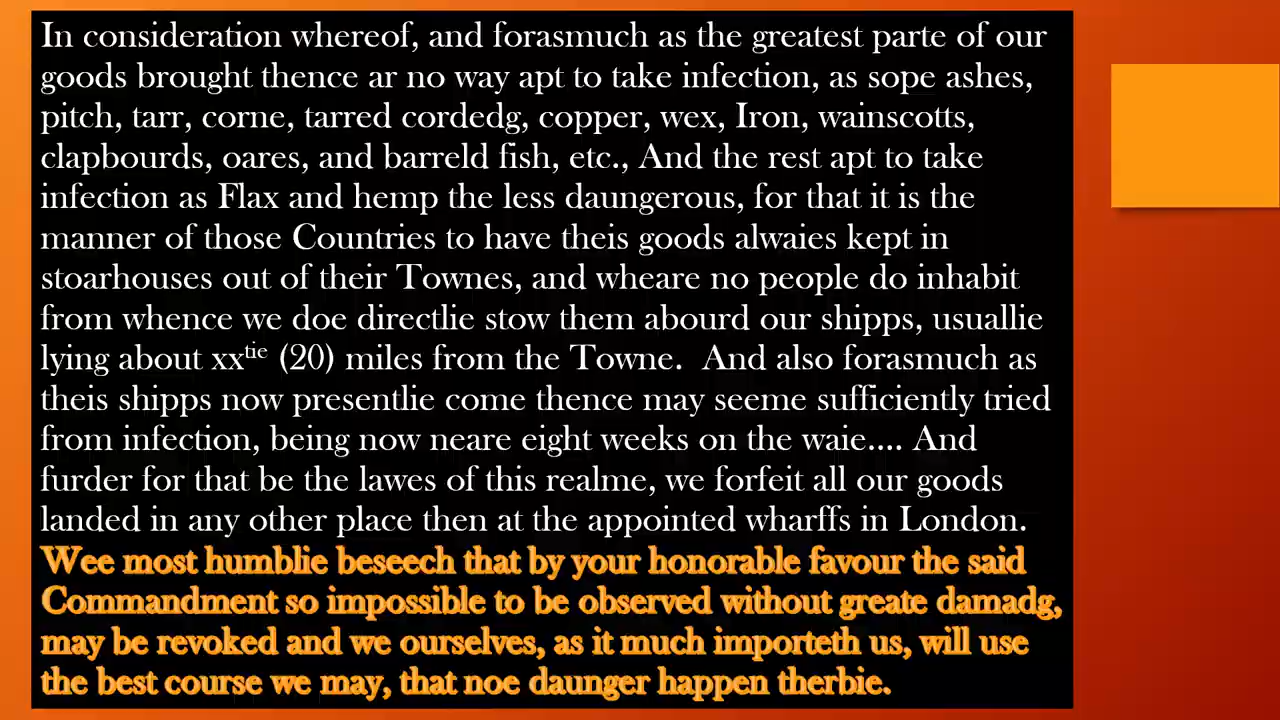 In consideration whereof, and forasmuch as the greatest parte of our
goods brought thence ar no way apt to take infection, as sope ashes,
pitch, tarr, corne, tarred cordedg, copper, wex, Iron, wainscotts,
clapbourds, oares, and barreld fish, etc., And the rest apt to take
infection as Flax and hemp the less daungerous, for that it is the
manner of those Countries to have theis goods alwaies kept in
stoarhouses out of their Townes, and wheare no people do inhabit
from whence we doe directlie stow them abourd our shipps, usuallie
lying about xxtie (20) miles from the Towne.  And also forasmuch as
theis shipps now presentlie come thence may seeme sufficiently tried
from infection, being now neare eight weeks on the waie…. And
furder for that be the lawes of this realme, we forfeit all our goods
landed in any other place then at the appointed wharffs in London.
Wee most humblie beseech that by your honorable favour the said
Commandment so impossible to be observed without greate damadg,
may be revoked and we ourselves, as it much importeth us, will use
the best course we may, that noe daunger happen therbie.